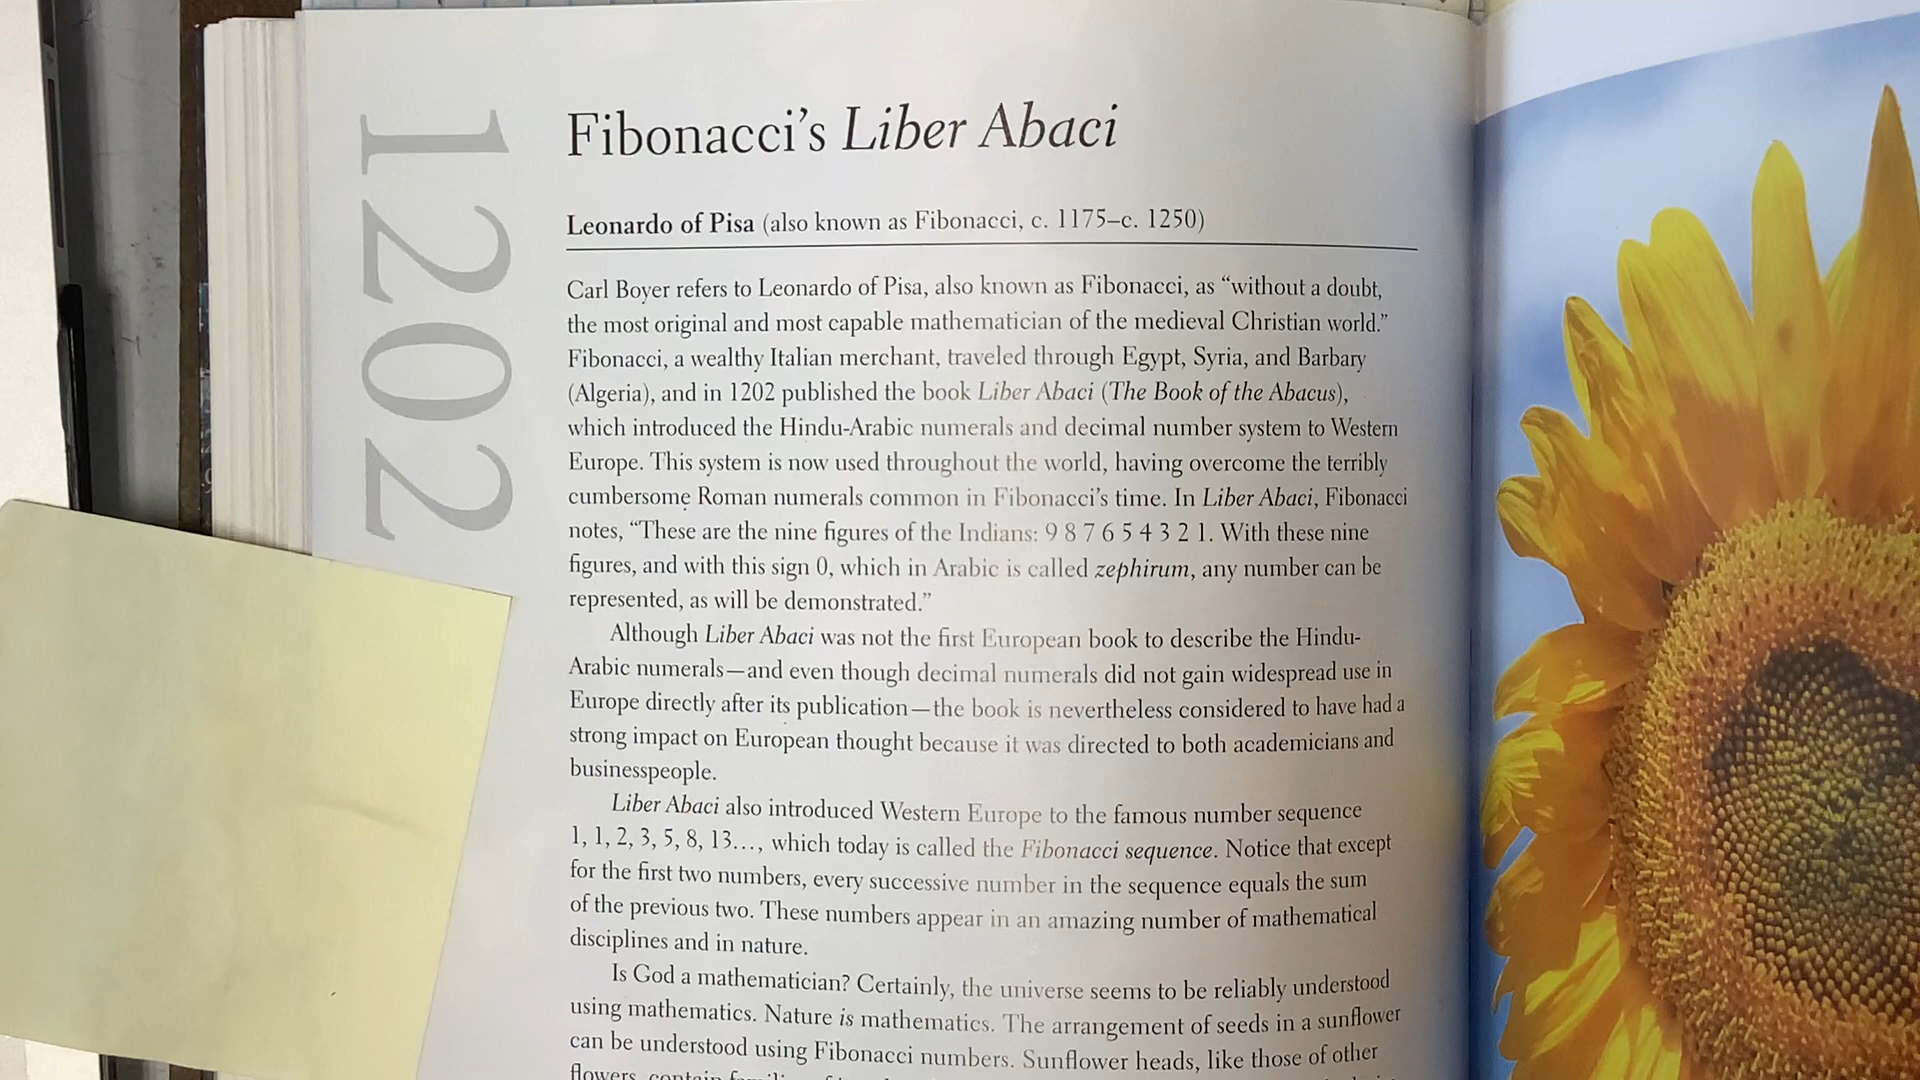 1202
Fibonacci's Liber Abaci
Leonardo of Pisa (also known as Fibonacci, c. 1175–c. 1250)
Carl Boyer refers to Leonardo of Pisa, also known as Fibonacci, as “without a doubt,
the most original and most capable mathematician of the medieval Christian world.”
Fibonacci, a wealthy Italian merchant, traveled through Egypt, Syria, and Barbary
(Algeria), and in 1202 published the book Liber Abaci (The Book of the Abacus),
which introduced the Hindu-Arabic numerals and decimal number system to Western
Europe. This system is now used throughout the world, having overcome the terribly
cumbersome Roman numerals common in Fibonacci’s time. In Liber Abaci, Fibonacci
notes, “These are the nine figures of the Indians: 9 8 7 6 5 4 3 2 1. With these nine
figures, and with this sign 0, which in Arabic is called zephirum, any number can be
represented, as will be demonstrated.”
Although Liber Abaci was not the first European book to describe the Hindu-
Arabic numerals—and even though decimal numerals did not gain widespread use in
Europe directly after its publication—the book is nevertheless considered to have had a
strong impact on European thought because it was directed to both academicians and
businesspeople.
Liber Abaci also introduced Western Europe to the famous number sequence
1, 1, 2, 3, 5, 8, 13…, which today is called the Fibonacci sequence. Notice that except
for the first two numbers, every successive number in the sequence equals the sum
of the previous two. These numbers appear in an amazing number of mathematical
disciplines and in nature.
Is God a mathematician? Certainly, the universe seems to be reliably understood
using mathematics. Nature is mathematics. The arrangement of seeds in a sunflower
can be understood using Fibonacci numbers. Sunflower heads, like those of other
flowers, contain